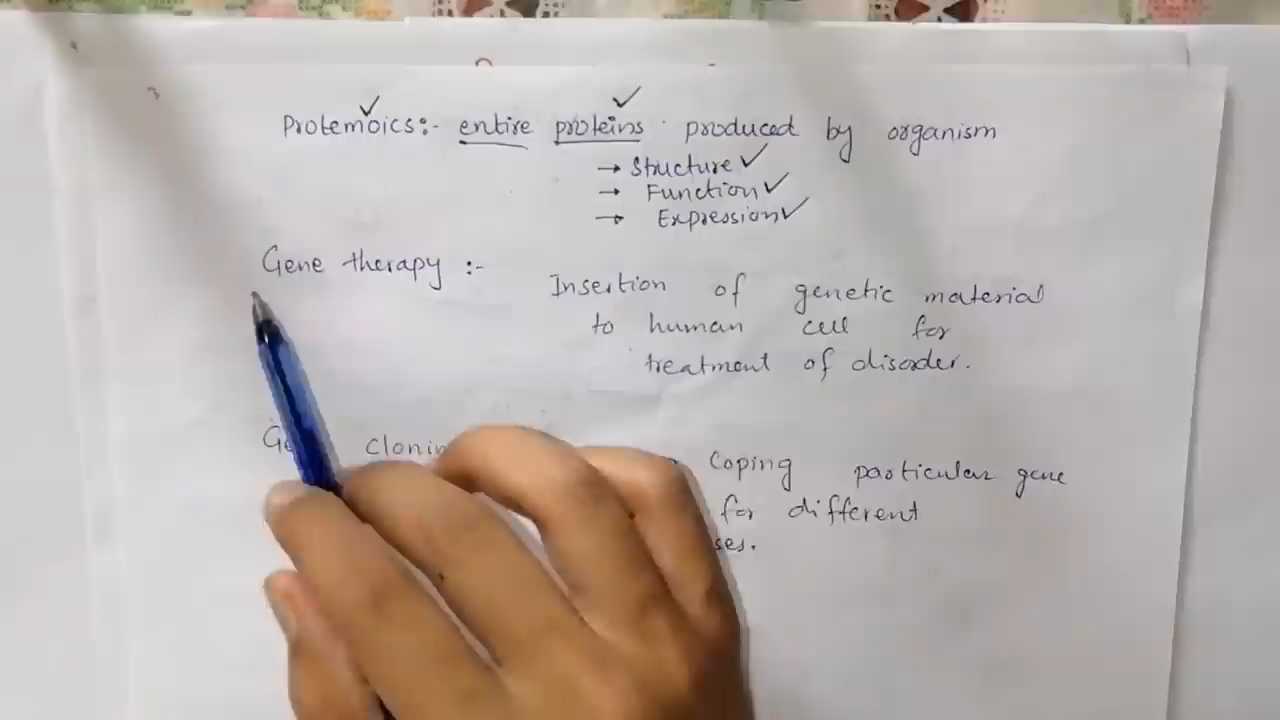 Protemoics:- entire proteins produced by organism
→ Structure ✓
→ Function ✓
→ Expression ✓
Gene therapy :- Insertion of genetic material
to human cell for
treatment of disorder.
Coping particular gene
for different